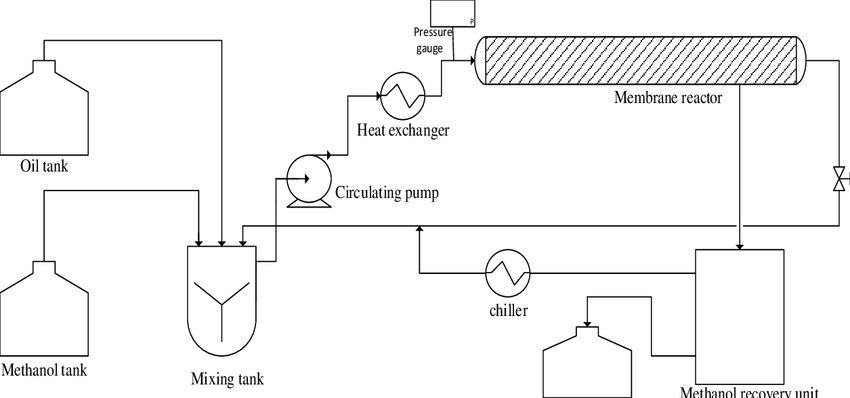 P
Pressure
gauge
Membrane reactor
Heat exchanger
Oil tank
Circulating pump
chiller
Methanol tank
Mixing tank
Methanol recovery unit